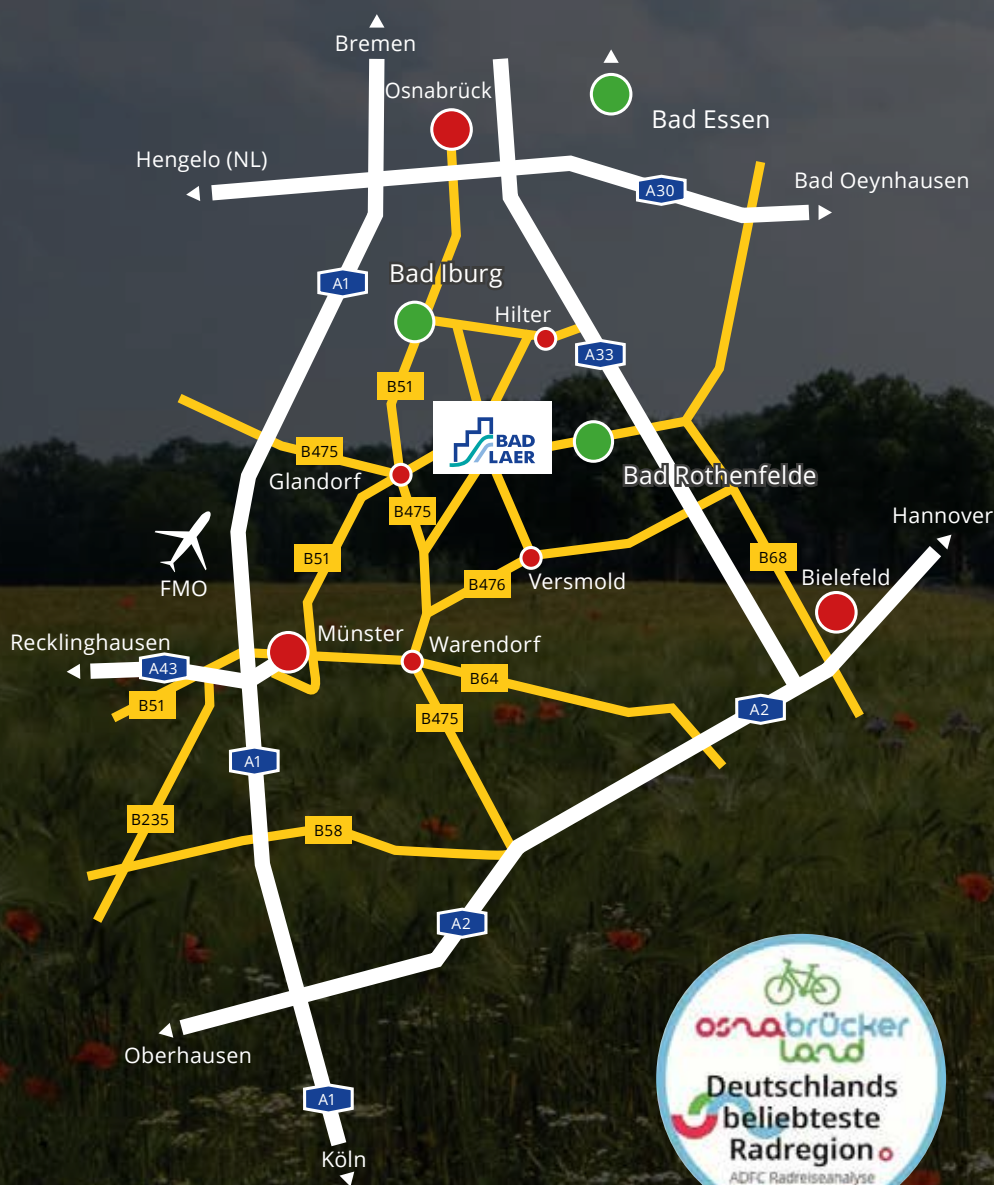 Bremen
Osnabrück
Bad Essen
Hengelo (NL)
A30
Bad Oeynhausen
Bad Iburg
A1
Hilter
A33
B51
BAD
LAER
B475
Glandorf
Bad Rothenfelde
B475
Hannover
B51
B68
FMO
B476
Versmold
Bielefeld
Recklinghausen
A43
Münster
Warendorf
B64
B51
B475
A2
A1
B235
B58
A2
Oberhausen
A1
Köln
osnabrücker
land
Deutschlands
beliebteste
Radregion
ADFC Radreiseanalyse